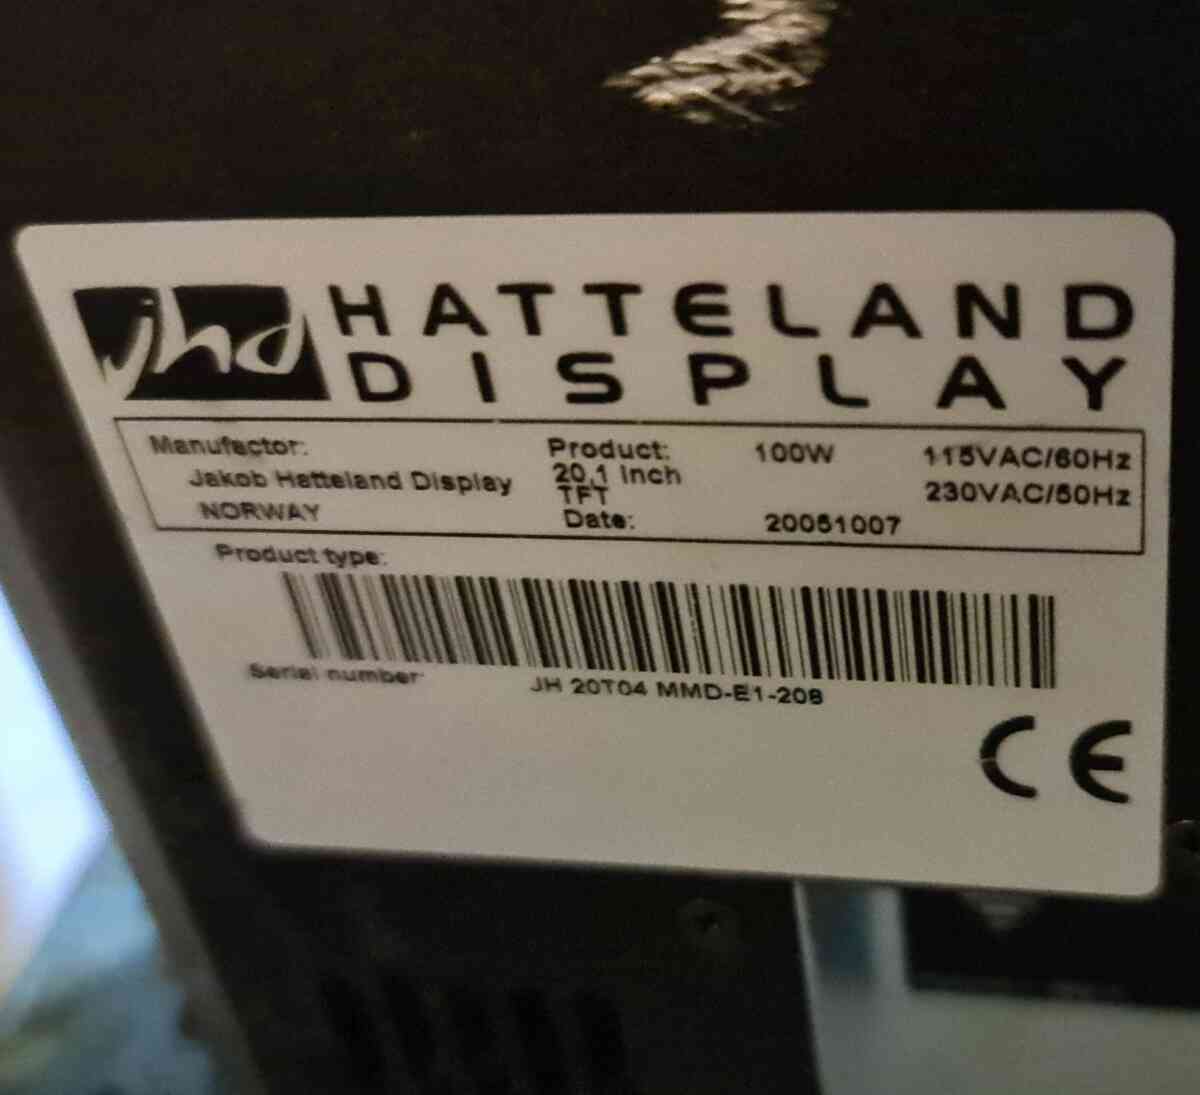 jhd
HATTELAND
DISPLAY
Manufactor:
Jakob Hatteland Display
NORWAY
Product:
20,1 inch
TFT
100W
115VAC/60Hz
230VAC/50Hz
Date:
20051007
Product type:
Serial number:
JH 20T04 MMD-E1-208
CE